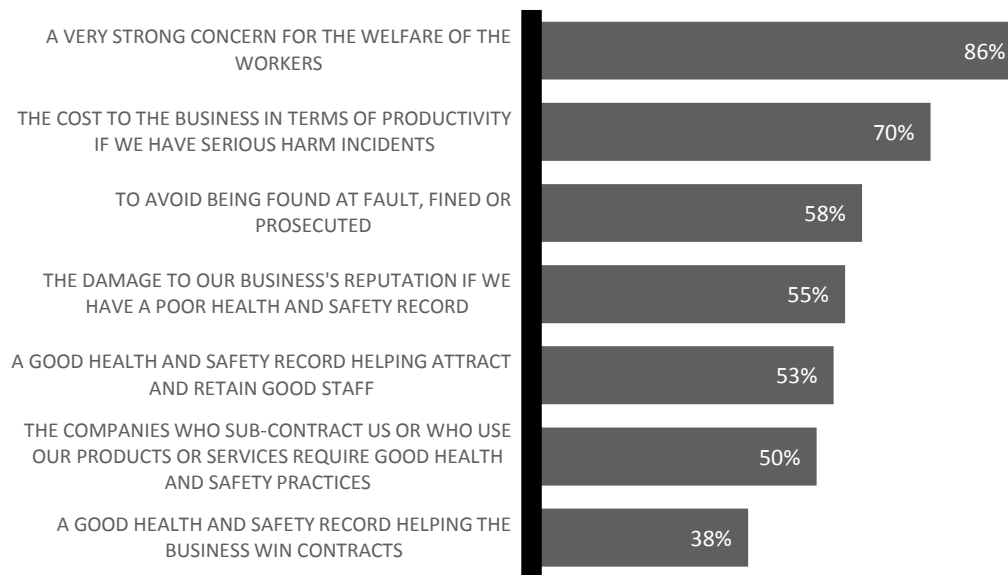 A VERY STRONG CONCERN FOR THE WELFARE OF THE
WORKERS
86%
THE COST TO THE BUSINESS IN TERMS OF PRODUCTIVITY
IF WE HAVE SERIOUS HARM INCIDENTS
70%
TO AVOID BEING FOUND AT FAULT, FINED OR
PROSECUTED
58%
THE DAMAGE TO OUR BUSINESS'S REPUTATION IF WE
HAVE A POOR HEALTH AND SAFETY RECORD
55%
A GOOD HEALTH AND SAFETY RECORD HELPING ATTRACT
AND RETAIN GOOD STAFF
53%
THE COMPANIES WHO SUB-CONTRACT US OR WHO USE
OUR PRODUCTS OR SERVICES REQUIRE GOOD HEALTH
AND SAFETY PRACTICES
50%
A GOOD HEALTH AND SAFETY RECORD HELPING THE
BUSINESS WIN CONTRACTS
38%